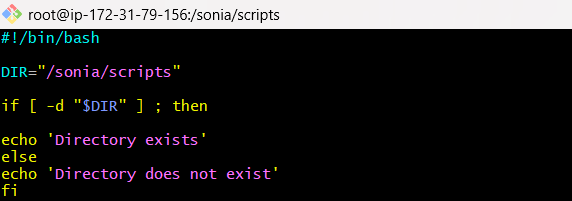 root@ip-172-31-79-156:/sonia/scripts
#!/bin/bash
DIR="/sonia/scripts"
if [ -d "$DIR" ] ; then
echo 'Directory exists'
else
echo 'Directory does not exist'
fi